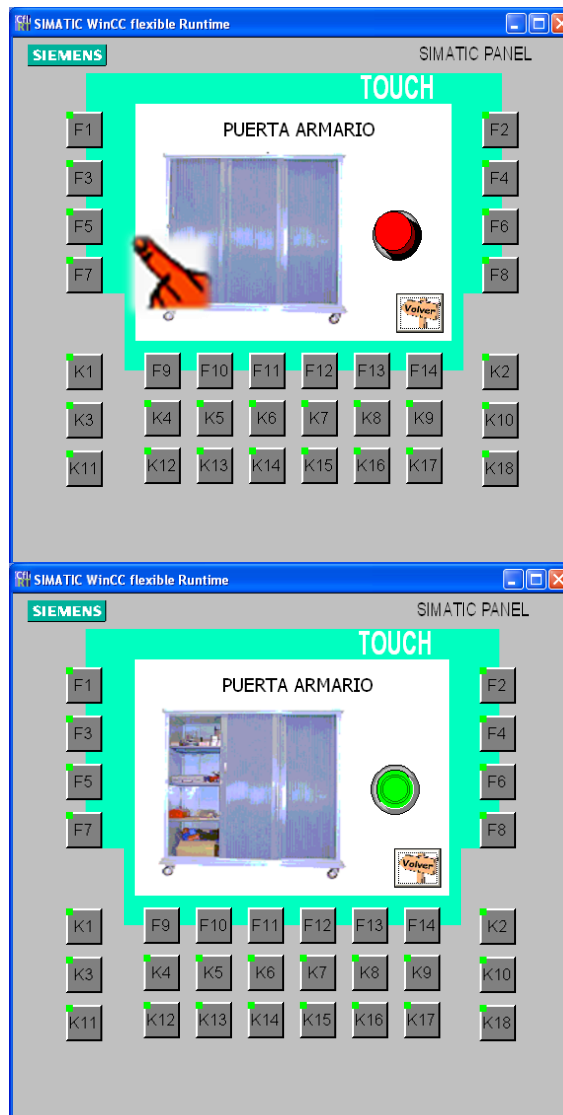 SIMATIC WinCC flexible Runtime
SIEMENS SIMATIC PANEL
TOUCH
PUERTA ARMARIO
F1 F2
F3 F4
F5 F6
F7 F8
Volver
K1 F9 F10 F11 F12 F13 F14 K2
K3 K4 K5 K6 K7 K8 K9 K10
K11 K12 K13 K14 K15 K16 K17 K18
SIMATIC WinCC flexible Runtime
SIEMENS SIMATIC PANEL
TOUCH
PUERTA ARMARIO
F1 F2
F3 F4
F5 F6
F7 F8
Volver
K1 F9 F10 F11 F12 F13 F14 K2
K3 K4 K5 K6 K7 K8 K9 K10
K11 K12 K13 K14 K15 K16 K17 K18